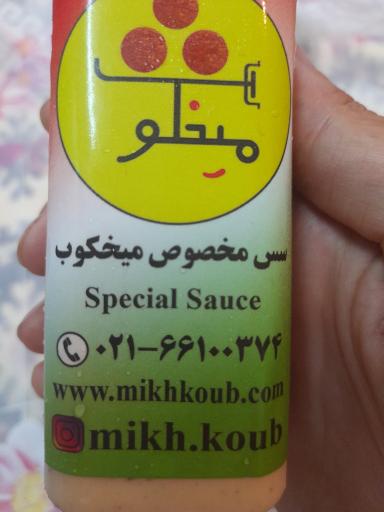 میخکوب
سس مخصوص میخکوب
Special Sauce
۰۲۱-۶۶۱۰۰۳۷۴
www.mikhkoub.com
mikh.koub